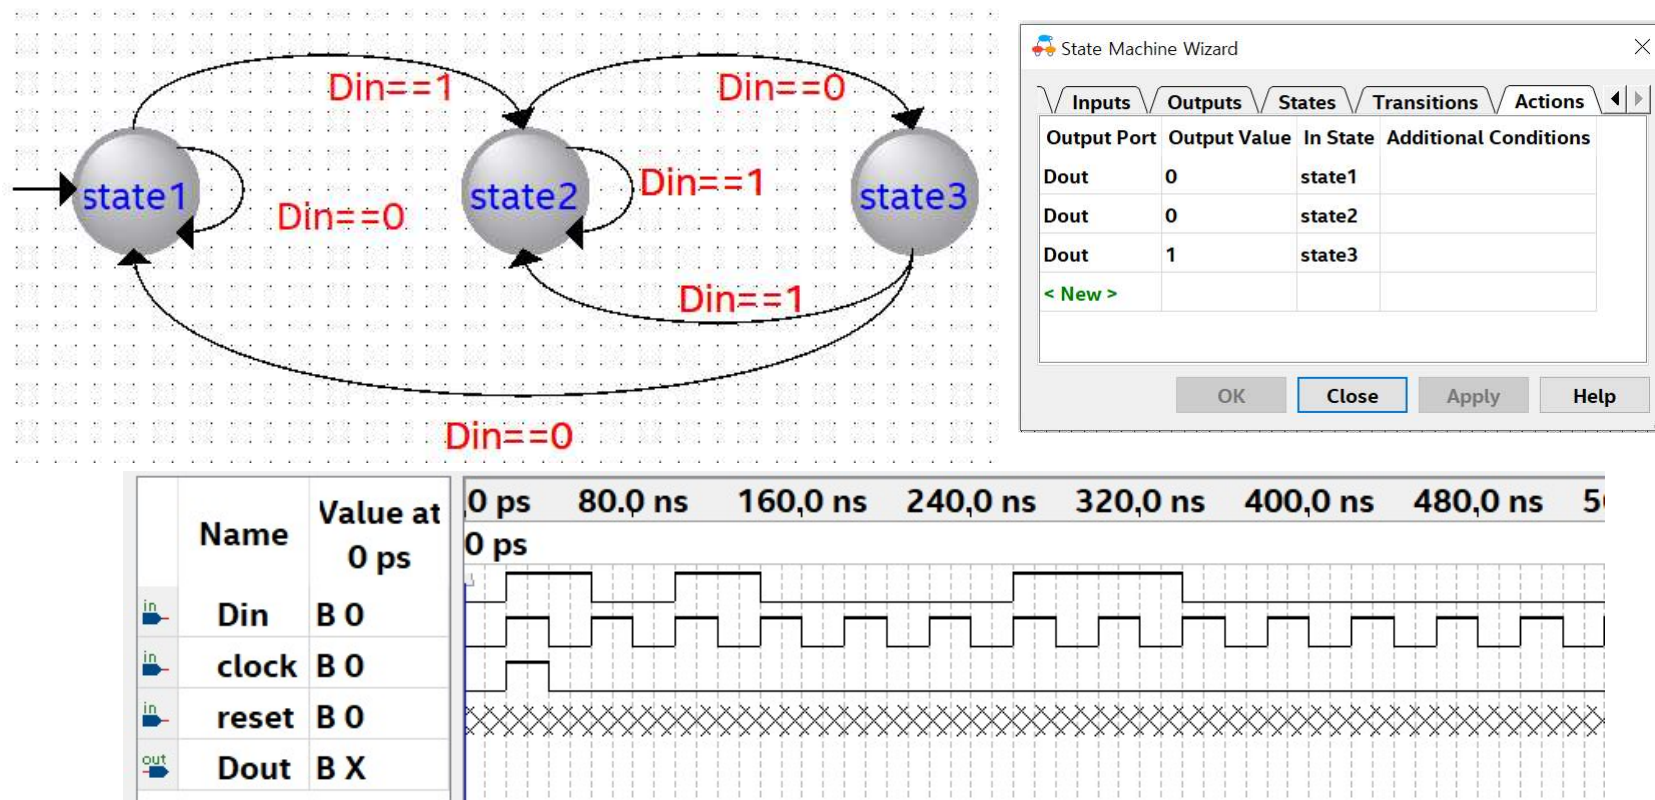 Din==1
Din==0
state1
state2
state3
Din==1
Din==0
Din==1
Din==0
State Machine Wizard
Inputs Outputs States Transitions Actions
Output Port Output Value In State Additional Conditions
Dout 0 state1
Dout 0 state2
Dout 1 state3
< New >
OK Close Apply Help
Name Value at
0 ps
0 ps 80.0 ns 160,0 ns 240,0 ns 320,0 ns 400,0 ns 480,0 ns
0 ps
in Din B 0
in clock B 0
in reset B 0
out Dout B X